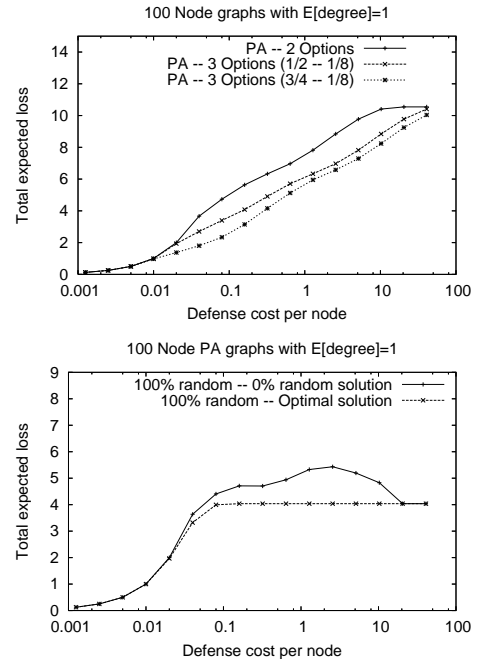 100 Node graphs with E[degree]=1
PA -- 2 Options
PA -- 3 Options (1/2 -- 1/8)
PA -- 3 Options (3/4 -- 1/8)
14
12
10
8
6
4
2
0
Total expected loss
0.001 0.01 0.1 1 10 100
Defense cost per node
100 Node PA graphs with E[degree]=1
100% random -- 0% random solution
100% random -- Optimal solution
9
8
7
6
5
4
3
2
1
0
Total expected loss
0.001 0.01 0.1 1 10 100
Defense cost per node